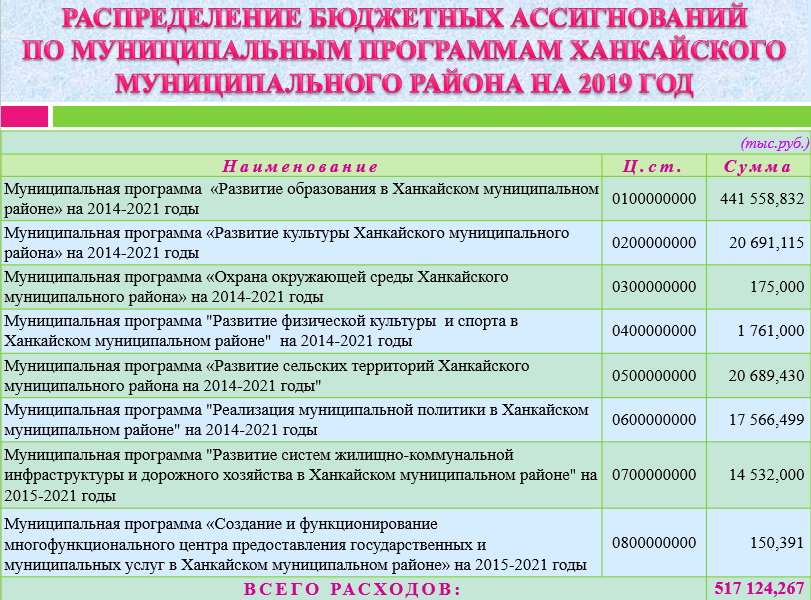 РАСПРЕДЕЛЕНИЕ БЮДЖЕТНЫХ АССИГНОВАНИЙ
ПО МУНИЦИПАЛЬНЫМ ПРОГРАММАМ ХАНКАЙСКОГО
МУНИЦИПАЛЬНОГО РАЙОНА НА 2019 ГОД
(тыс.руб.)
Наименование Ц.ст. Сумма
Муниципальная программа «Развитие образования в Ханкайском муниципальном
районе» на 2014-2021 годы 0100000000 441 558,832
Муниципальная программа «Развитие культуры Ханкайского муниципального
района» на 2014-2021 годы 0200000000 20 691,115
Муниципальная программа «Охрана окружающей среды Ханкайского
муниципального района» на 2014-2021 годы 0300000000 175,000
Муниципальная программа "Развитие физической культуры и спорта в
Ханкайском муниципальном районе" на 2014-2021 годы 0400000000 1 761,000
Муниципальная программа «Развитие сельских территорий Ханкайского
муниципального района на 2014-2021 годы" 0500000000 20 689,430
Муниципальная программа "Реализация муниципальной политики в Ханкайском
муниципальном районе" на 2014-2021 годы 0600000000 17 566,499
Муниципальная программа "Развитие систем жилищно-коммунальной
инфраструктуры и дорожного хозяйства в Ханкайском муниципальном районе" на
2015-2021 годы 0700000000 14 532,000
Муниципальная программа «Создание и функционирование
многофункционального центра предоставления государственных и
муниципальных услуг в Ханкайском муниципальном районе» на 2015-2021 годы 0800000000 150,391
ВСЕГО РАСХОДОВ: 517 124,267